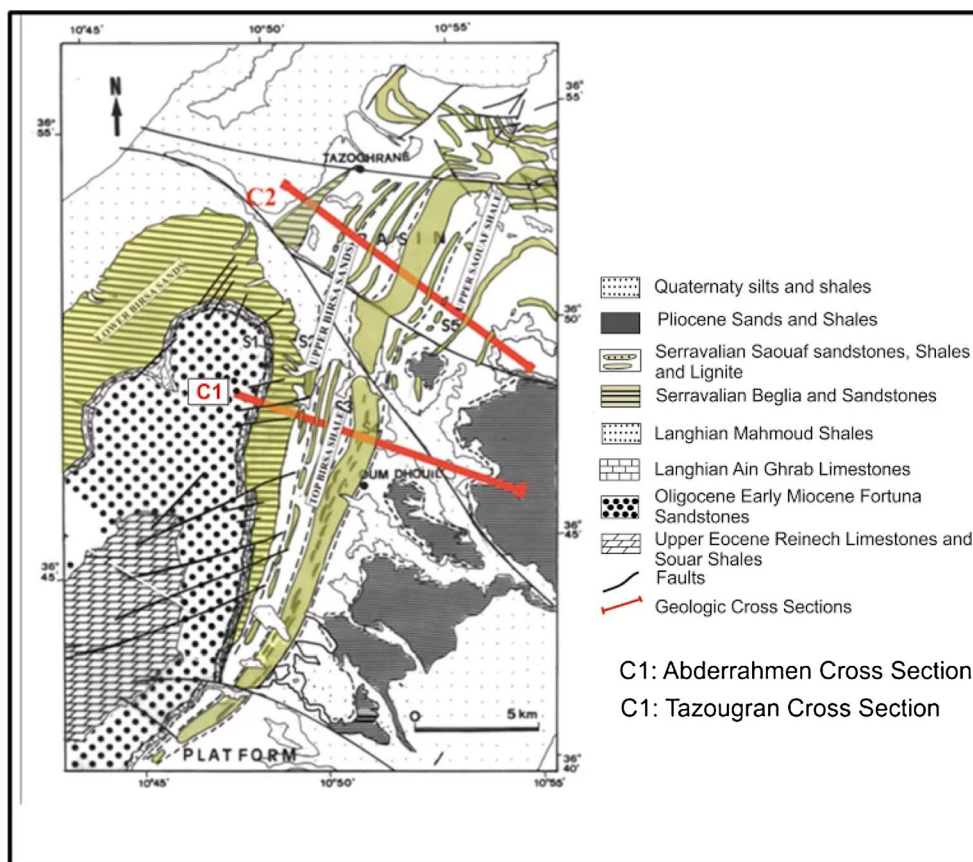 10°45'
10°50'
10°55'
36°
55'
N
36°
55'
TAZOGHRANE
C2
BASIN
UPPER SAOUAF SHALE
LOWER BIRSA SANDS
UPPER BIRSA SANDS
36°
50'
S5
S1
C1
TOP BIRSA SHALE
OUM DHOUIL
36°
45'
36°
45'
O
5 km
PLATFORM
36°
40'
10°45'
10°50'
10°55'
Quaternaty silts and shales
Pliocene Sands and Shales
Serravalian Saouaf sandstones, Shales
and Lignite
Serravalian Beglia and Sandstones
Langhian Mahmoud Shales
Langhian Ain Ghrab Limestones
Oligocene Early Miocene Fortuna
Sandstones
Upper Eocene Reinech Limestones and
Souar Shales
Faults
Geologic Cross Sections
C1: Abderrahmen Cross Section
C1: Tazougran Cross Section